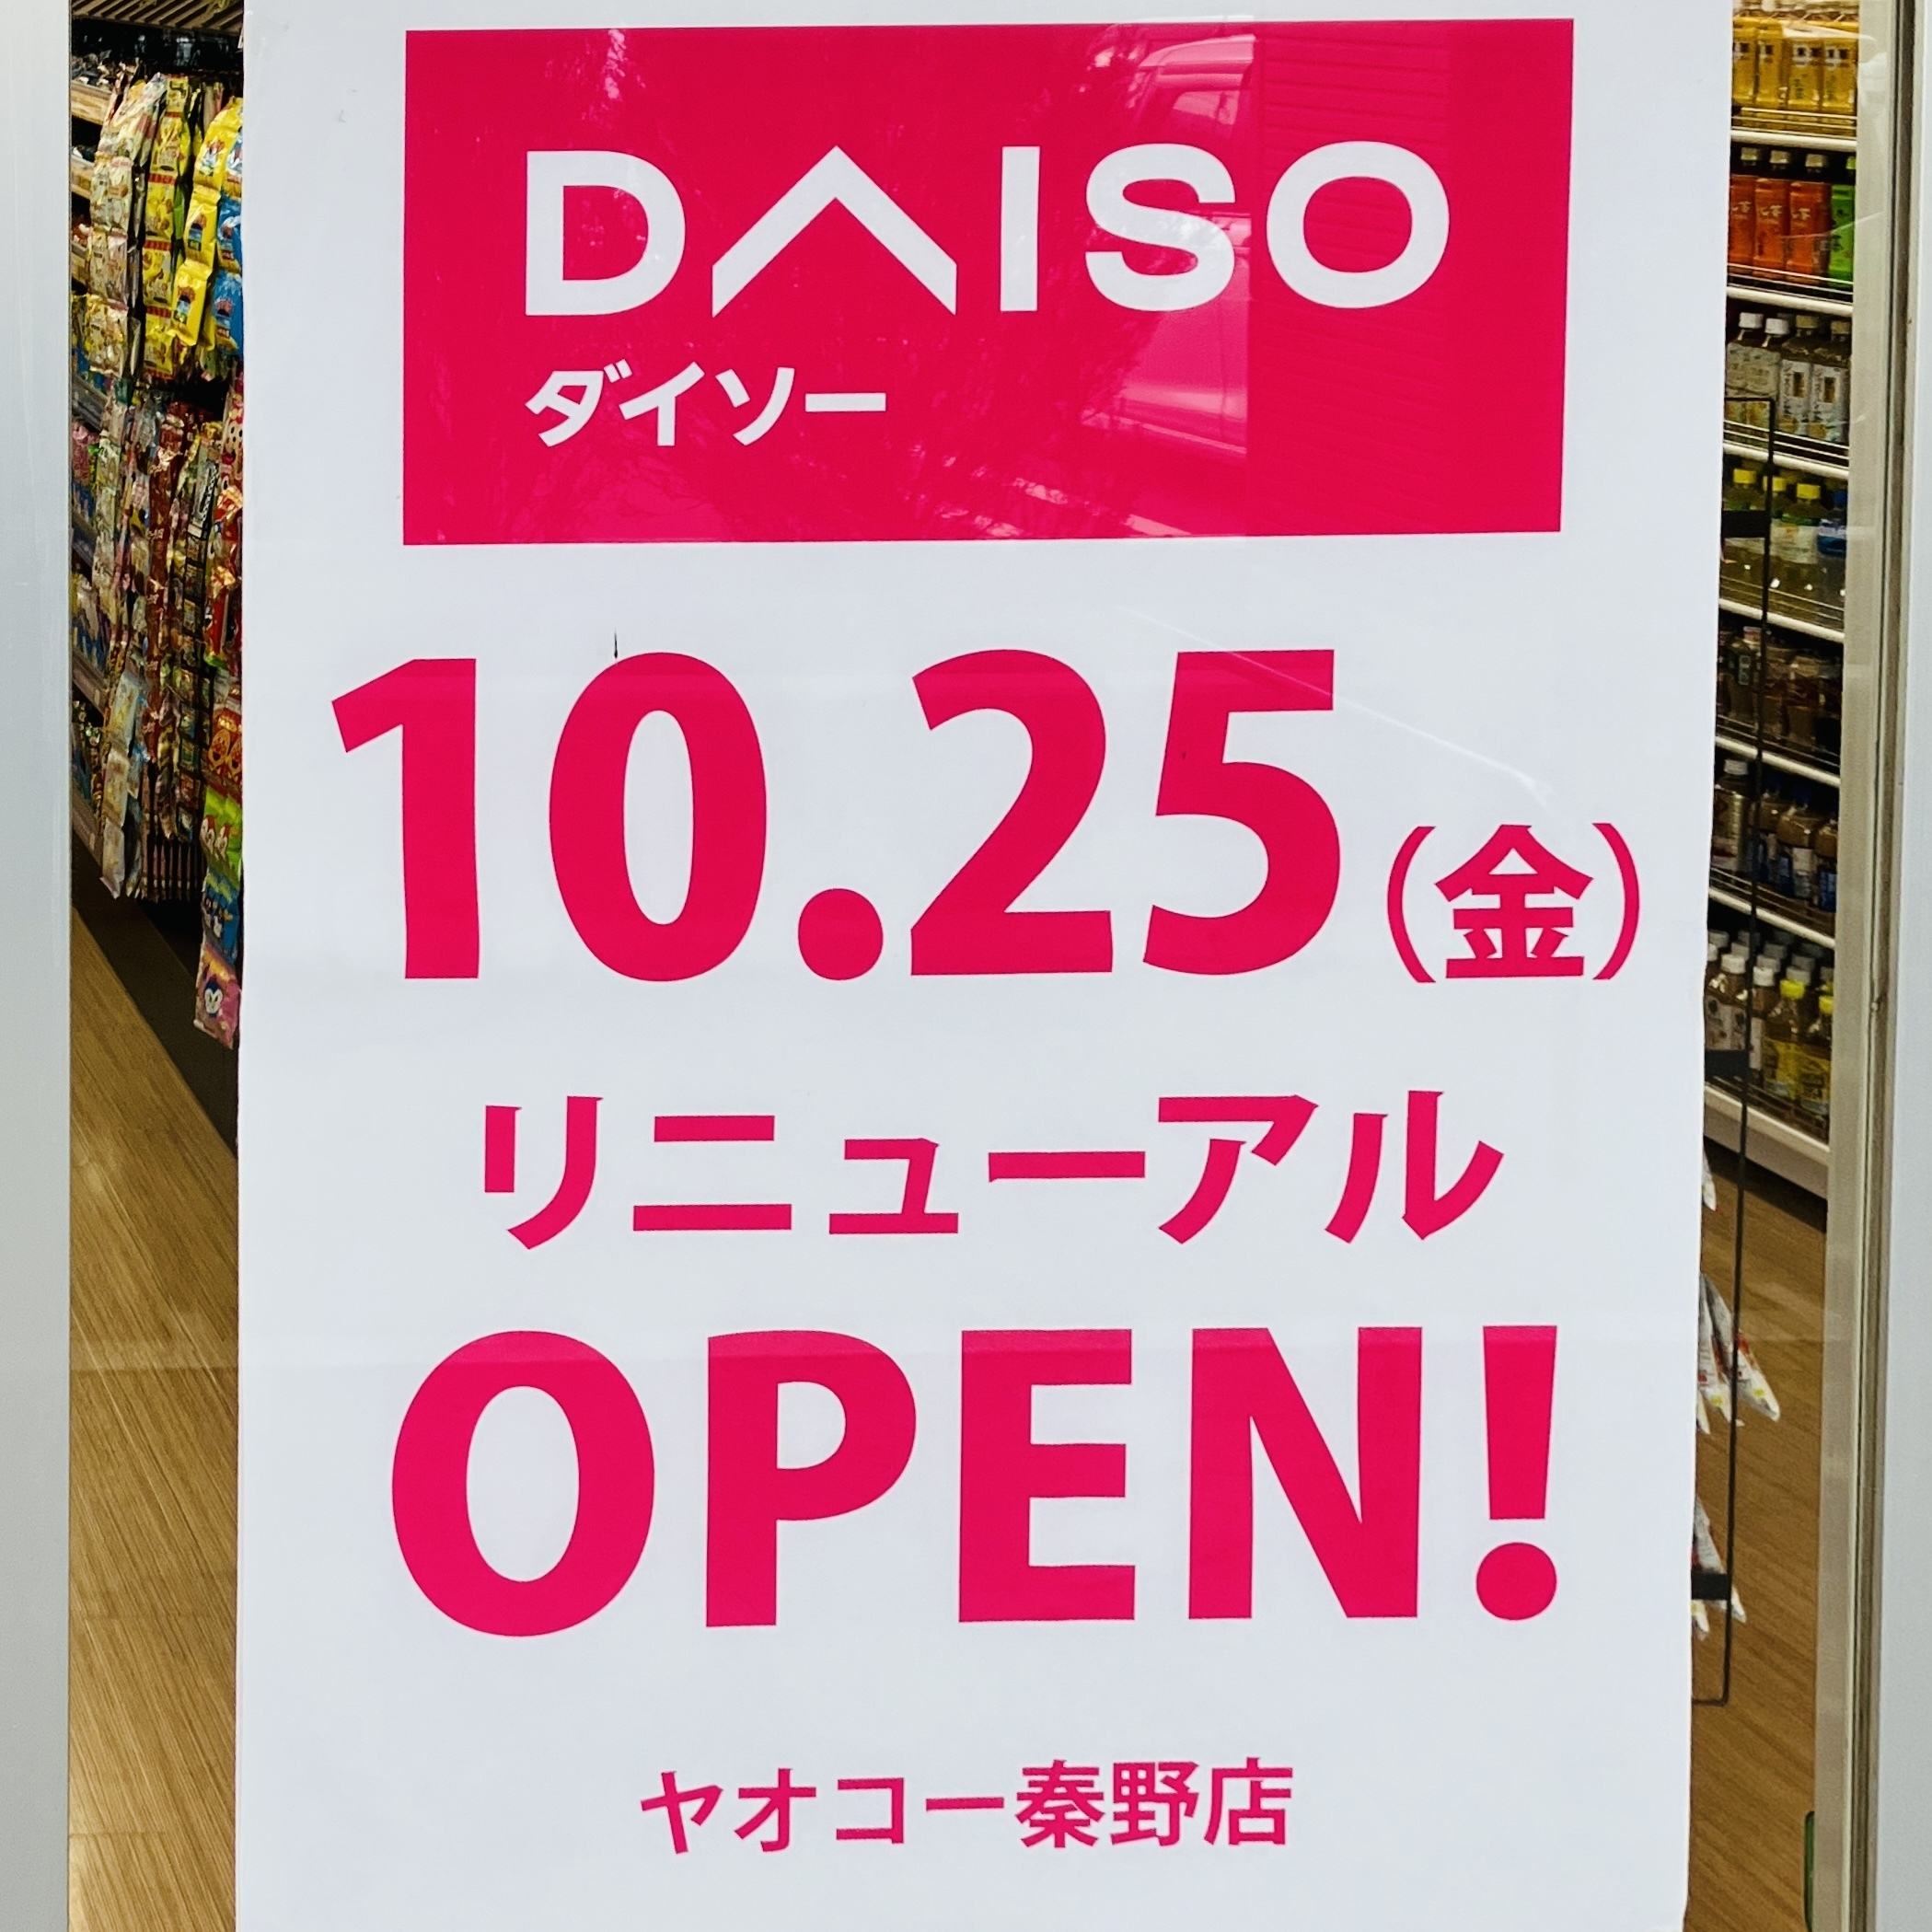 DAISO
ダイソー
10.25(金)
リニューアル
OPEN!
ヤオコー秦野店